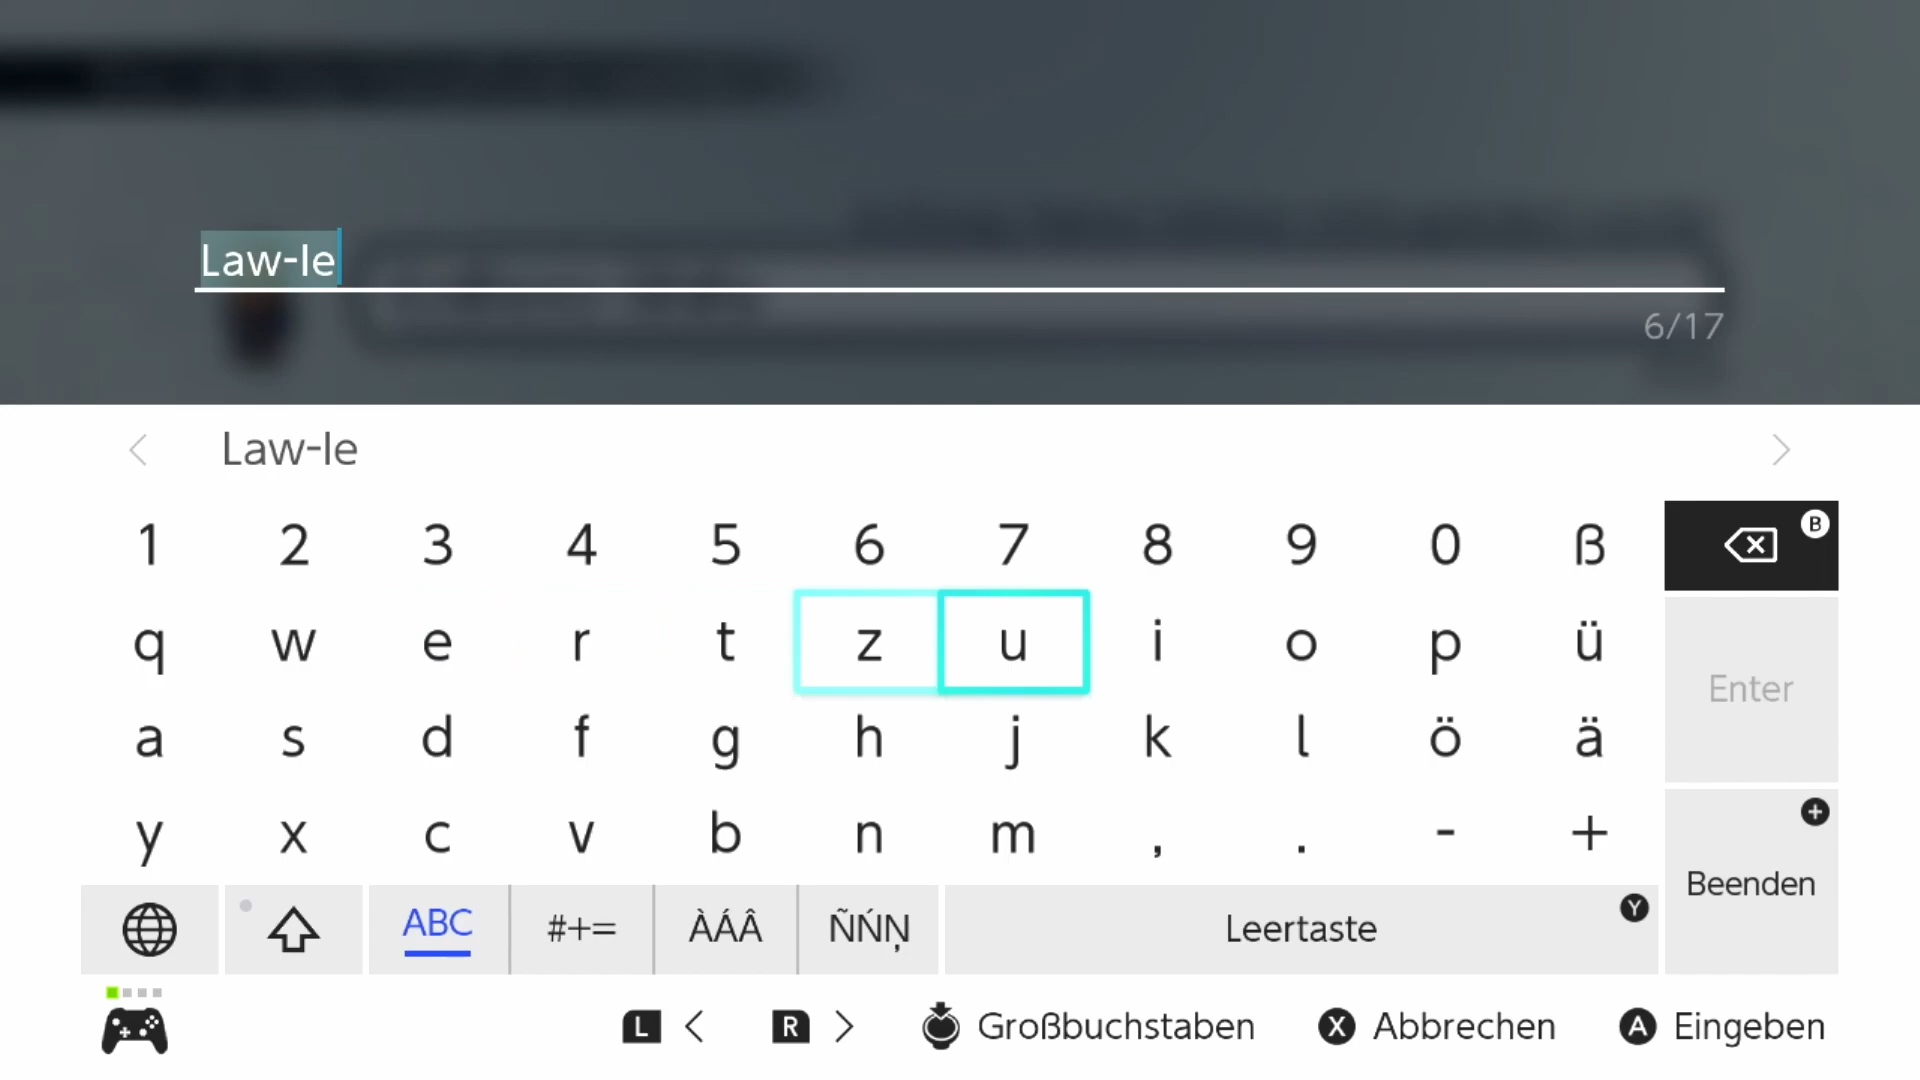 Law-le
6/17
Law-le
1 2 3 4 5 6 7 8 9 0 ß
B
q w e r t z u i o p ü
Enter
a s d f g h j k l ö ä
y x c v b n m , . - +
+
Beenden
ABC #+= ÀÁÂ ÑŃŅ Leertaste Y
L < R > Großbuchstaben X Abbrechen A Eingeben